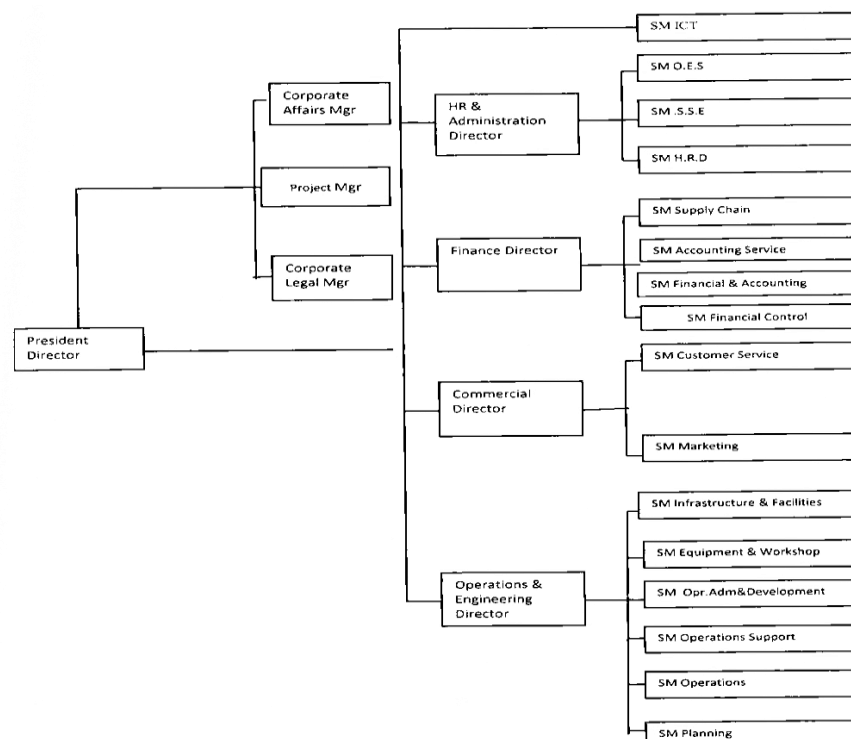 SM ICT
SM O.E.S
Corporate
Affairs Mgr
HR &
Administration
Director
SM .S.S.E
SM H.R.D
Project Mgr
SM Supply Chain
Finance Director
SM Accounting Service
Corporate
Legal Mgr
SM Financial & Accounting
SM Financial Control
President
Director
SM Customer Service
Commercial
Director
SM Marketing
SM Infrastructure & Facilities
SM Equipment & Workshop
Operations &
Engineering
Director
SM Opr.Adm&Development
SM Operations Support
SM Operations
SM Planning